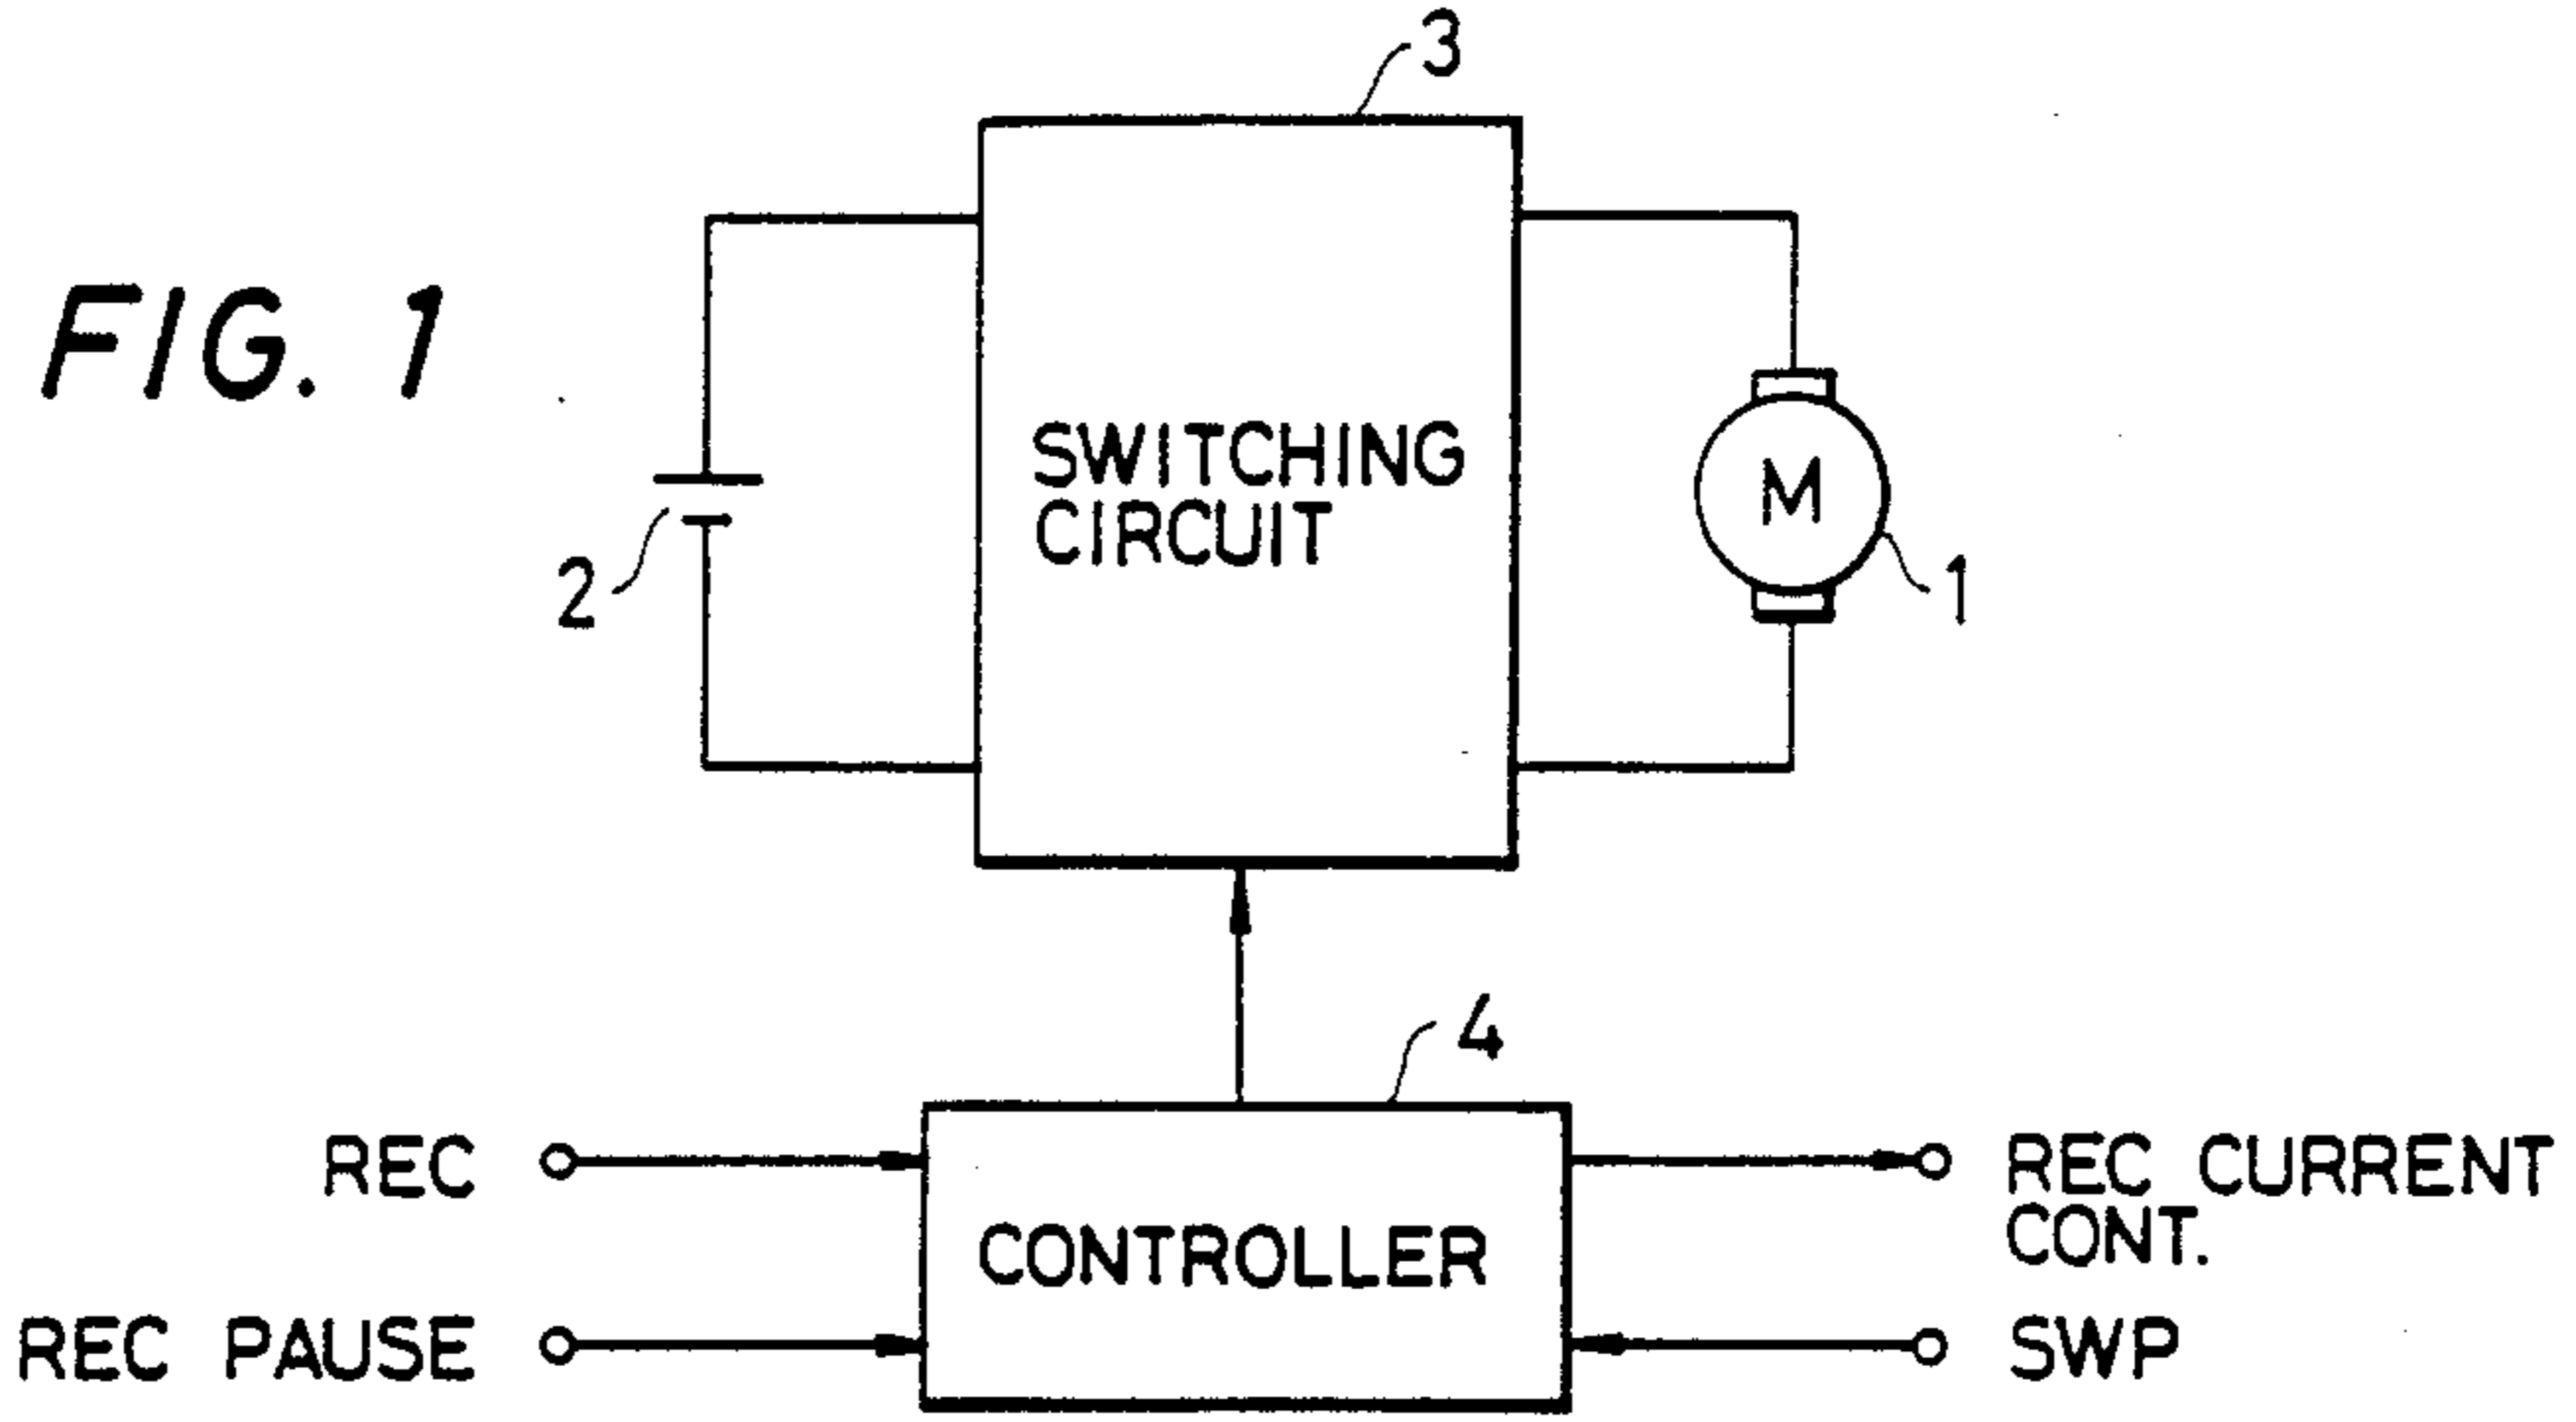 3
FIG. 1
SWITCHING
CIRCUIT
M
2
1
4
REC
REC CURRENT
CONT.
CONTROLLER
REC PAUSE
SWP